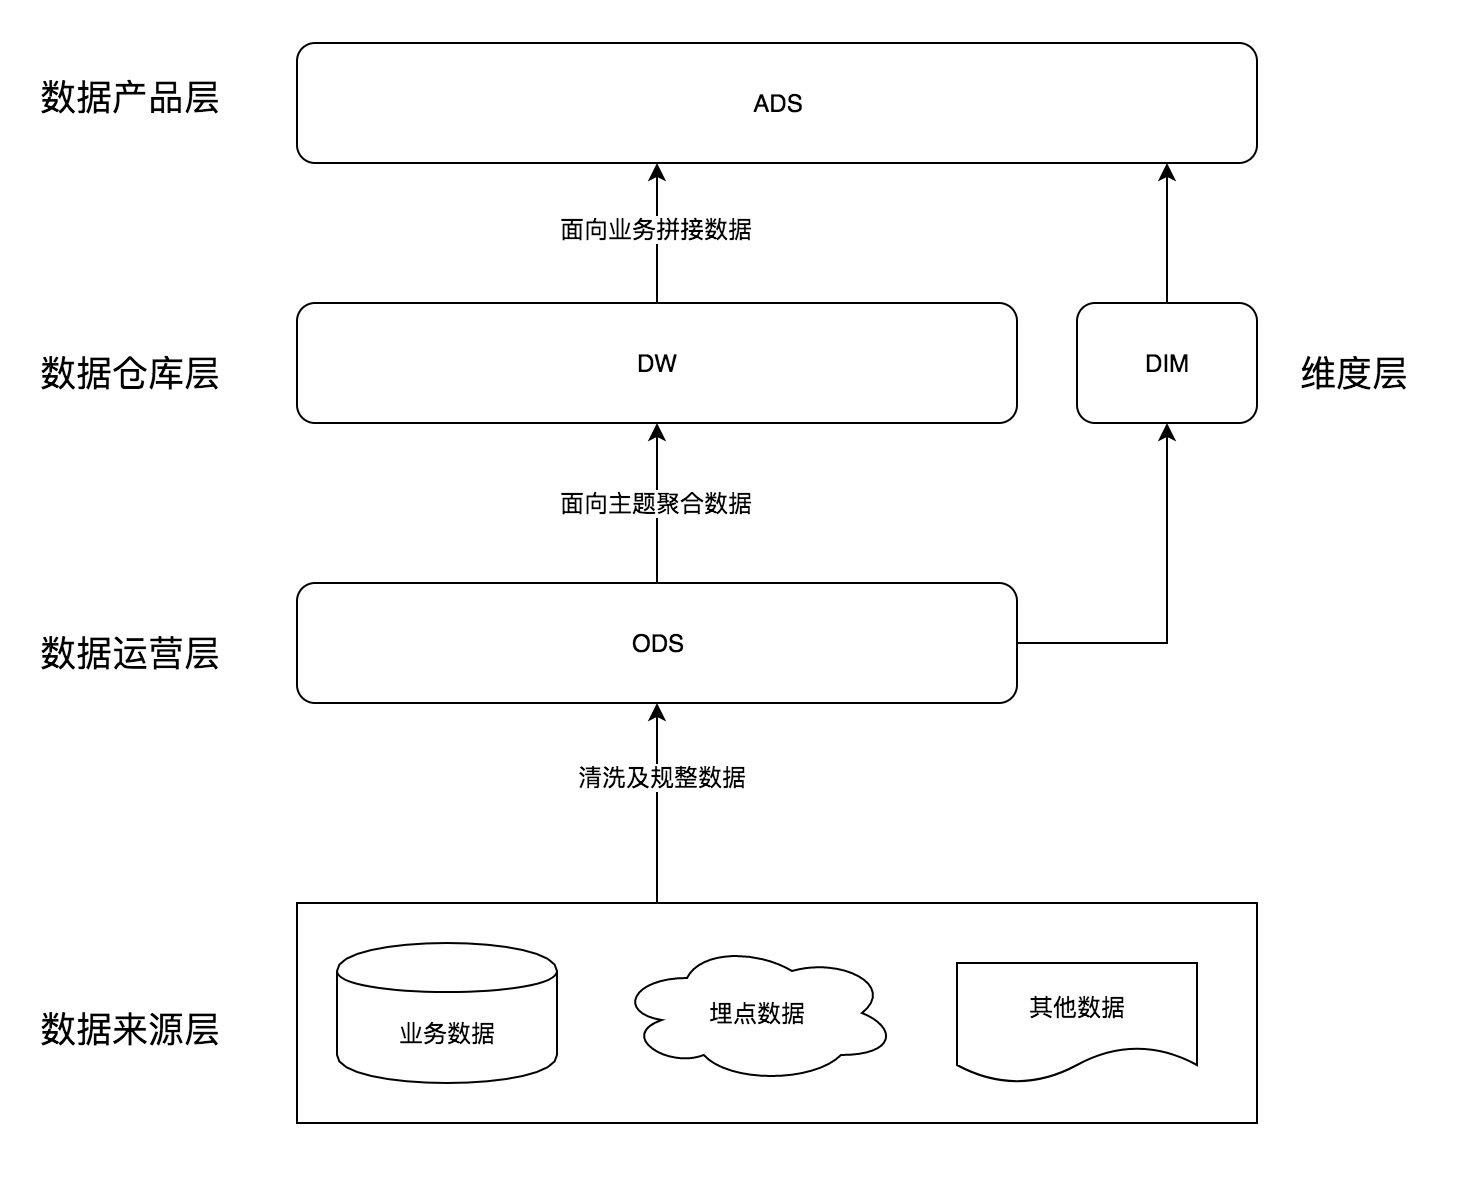 数据产品层
ADS
面向业务拼接数据
数据仓库层
DW
DIM
维度层
面向主题聚合数据
数据运营层
ODS
清洗及规整数据
数据来源层
业务数据
埋点数据
其他数据